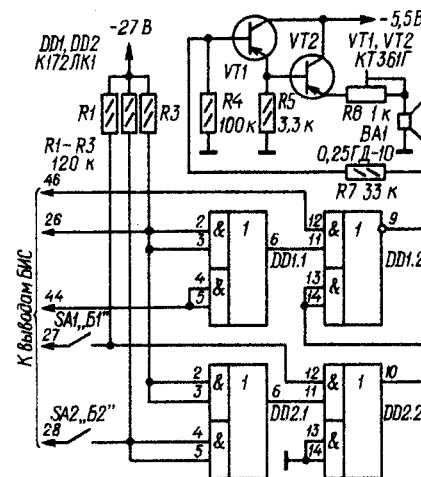 -27 В
DD1, DD2
К172ЛК1
R1
R3
R1-R3
120 к
VT1
VT2
-5,5 В
VT1, VT2
КТ361Г
R4
100 к
R5
3,3 к
R8 1 к
BA1
0,25ГД-10
R7 33 к
К выводам БИС
46
26
44
27
28
SA1 „Б1"
SA2 „Б2"
2
3
4
5
&
&
1
6
DD1.1
12
11
13
14
&
&
1
9
DD1.2
2
3
4
5
&
&
1
6
DD2.1
12
11
13
14
&
&
1
10
DD2.2